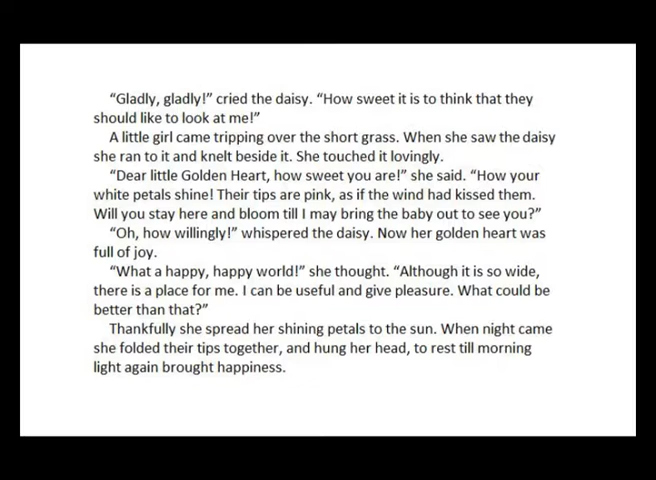 “Gladly, gladly!” cried the daisy. “How sweet it is to think that they
should like to look at me!”
A little girl came tripping over the short grass. When she saw the daisy
she ran to it and knelt beside it. She touched it lovingly.
“Dear little Golden Heart, how sweet you are!” she said. “How your
white petals shine! Their tips are pink, as if the wind had kissed them.
Will you stay here and bloom till I may bring the baby out to see you?”
“Oh, how willingly!” whispered the daisy. Now her golden heart was
full of joy.
“What a happy, happy world!” she thought. “Although it is so wide,
there is a place for me. I can be useful and give pleasure. What could be
better than that?”
Thankfully she spread her shining petals to the sun. When night came
she folded their tips together, and hung her head, to rest till morning
light again brought happiness.